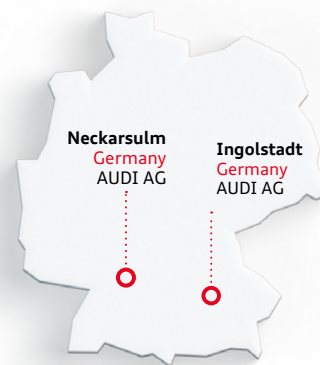 Neckarsulm
Germany
AUDI AG
Ingolstadt
Germany
AUDI AG